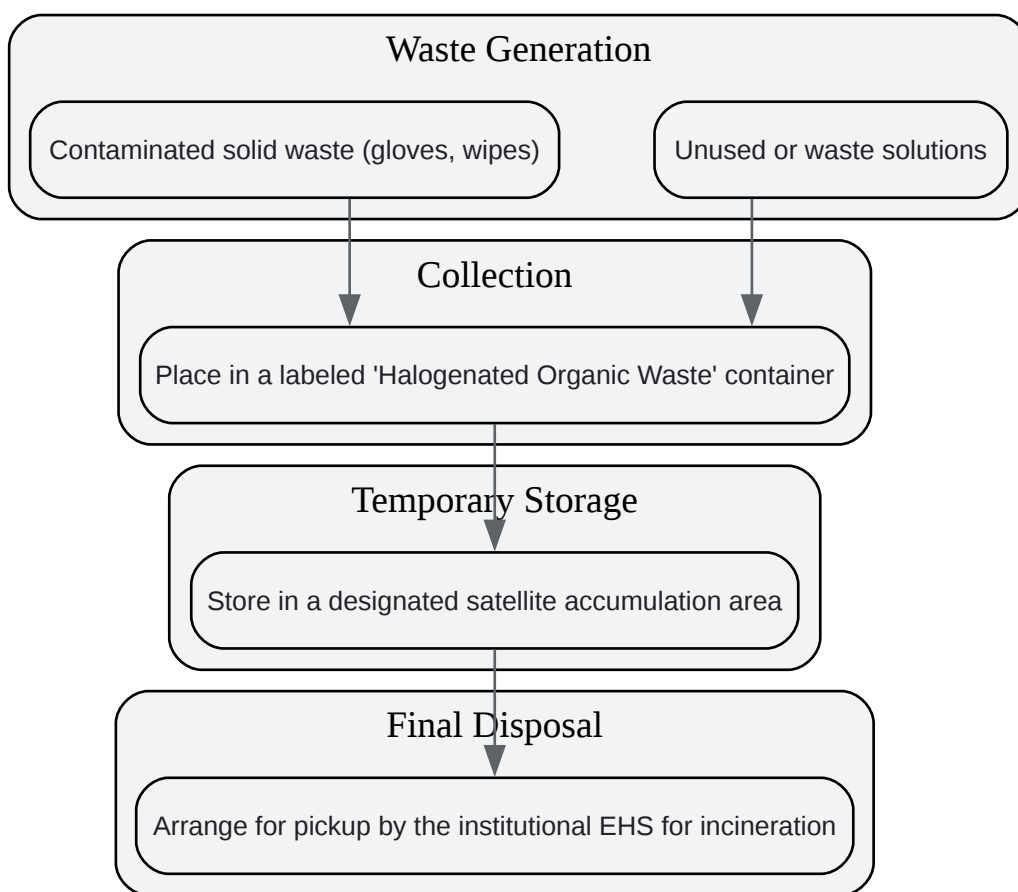 Waste Generation
Contaminated solid waste (gloves, wipes)
Unused or waste solutions
Collection
Place in a labeled 'Halogenated Organic Waste' container
Temporary Storage
Store in a designated satellite accumulation area
Final Disposal
Arrange for pickup by the institutional EHS for incineration